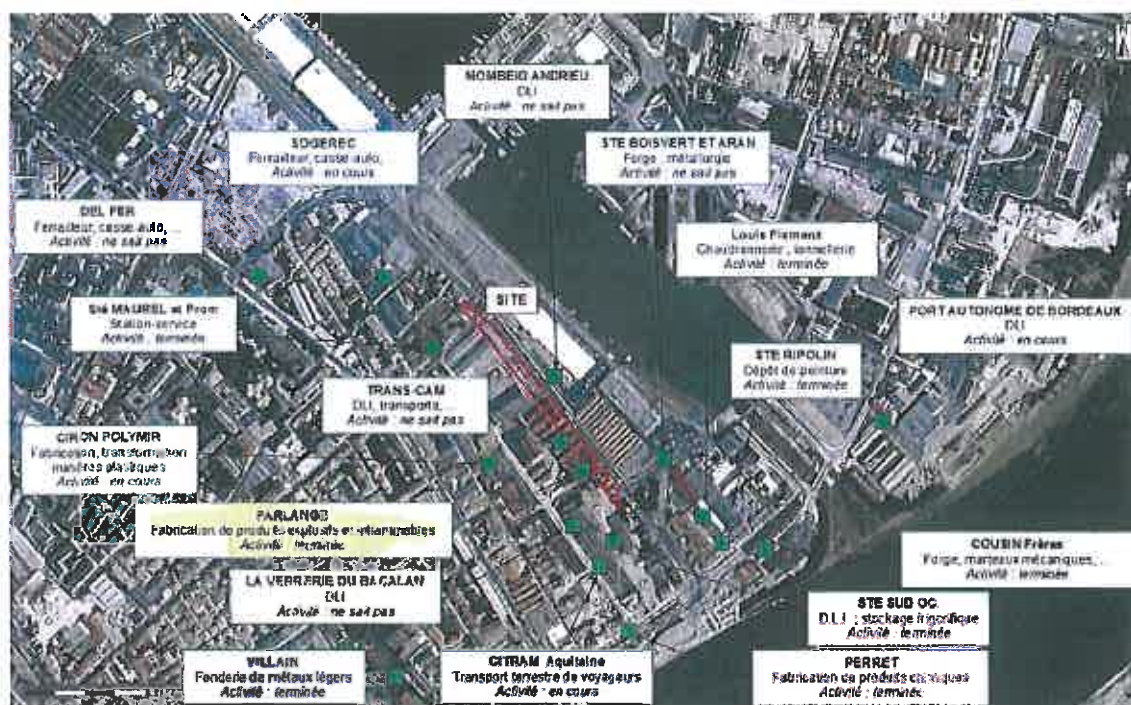 MOMBEIG ANDRIEU
DLI
Activité : ne sait pas
SOGEREC
Ferrailleur, casse auto, ...
Activité : en cours
STE BOISVERT ET ARAN
Forge : métallurgie
Activité : ne sait pas
DEL FER
Ferrailleur, casse auto, ...
Activité : ne sait pas
Louis Flamant
Chaudronnerie, tonnellerie
Activité : terminée
SITE
Sté MAUREL et Prom
Station-service
Activité : terminée
PORT AUTONOME DE BORDEAUX
DLI
Activité : en cours
STE RIPOLIN
Dépôt de peinture
Activité : terminée
TRANS-CAM
DLI, transports, ...
Activité : ne sait pas
CIRON POLYMIR
Fabrication, transformation
matières plastiques
Activité : en cours
PARLANGE
Fabrication de produits explosifs et inflammables
Activité : terminée
COUSIN Frères
Forge, marteaux mécaniques, ...
Activité : terminée
LA VERRERIE DU BACALAN
DLI
Activité : ne sait pas
STE SUD OC
D.L.I : stockage frigorifique
Activité : terminée
VILLAIN
Fonderie de métaux légers
Activité : terminée
CITRAM Aquitaine
Transport terrestre de voyageurs
Activité : en cours
PERRET
Fabrication de produits chimiques
Activité : terminée